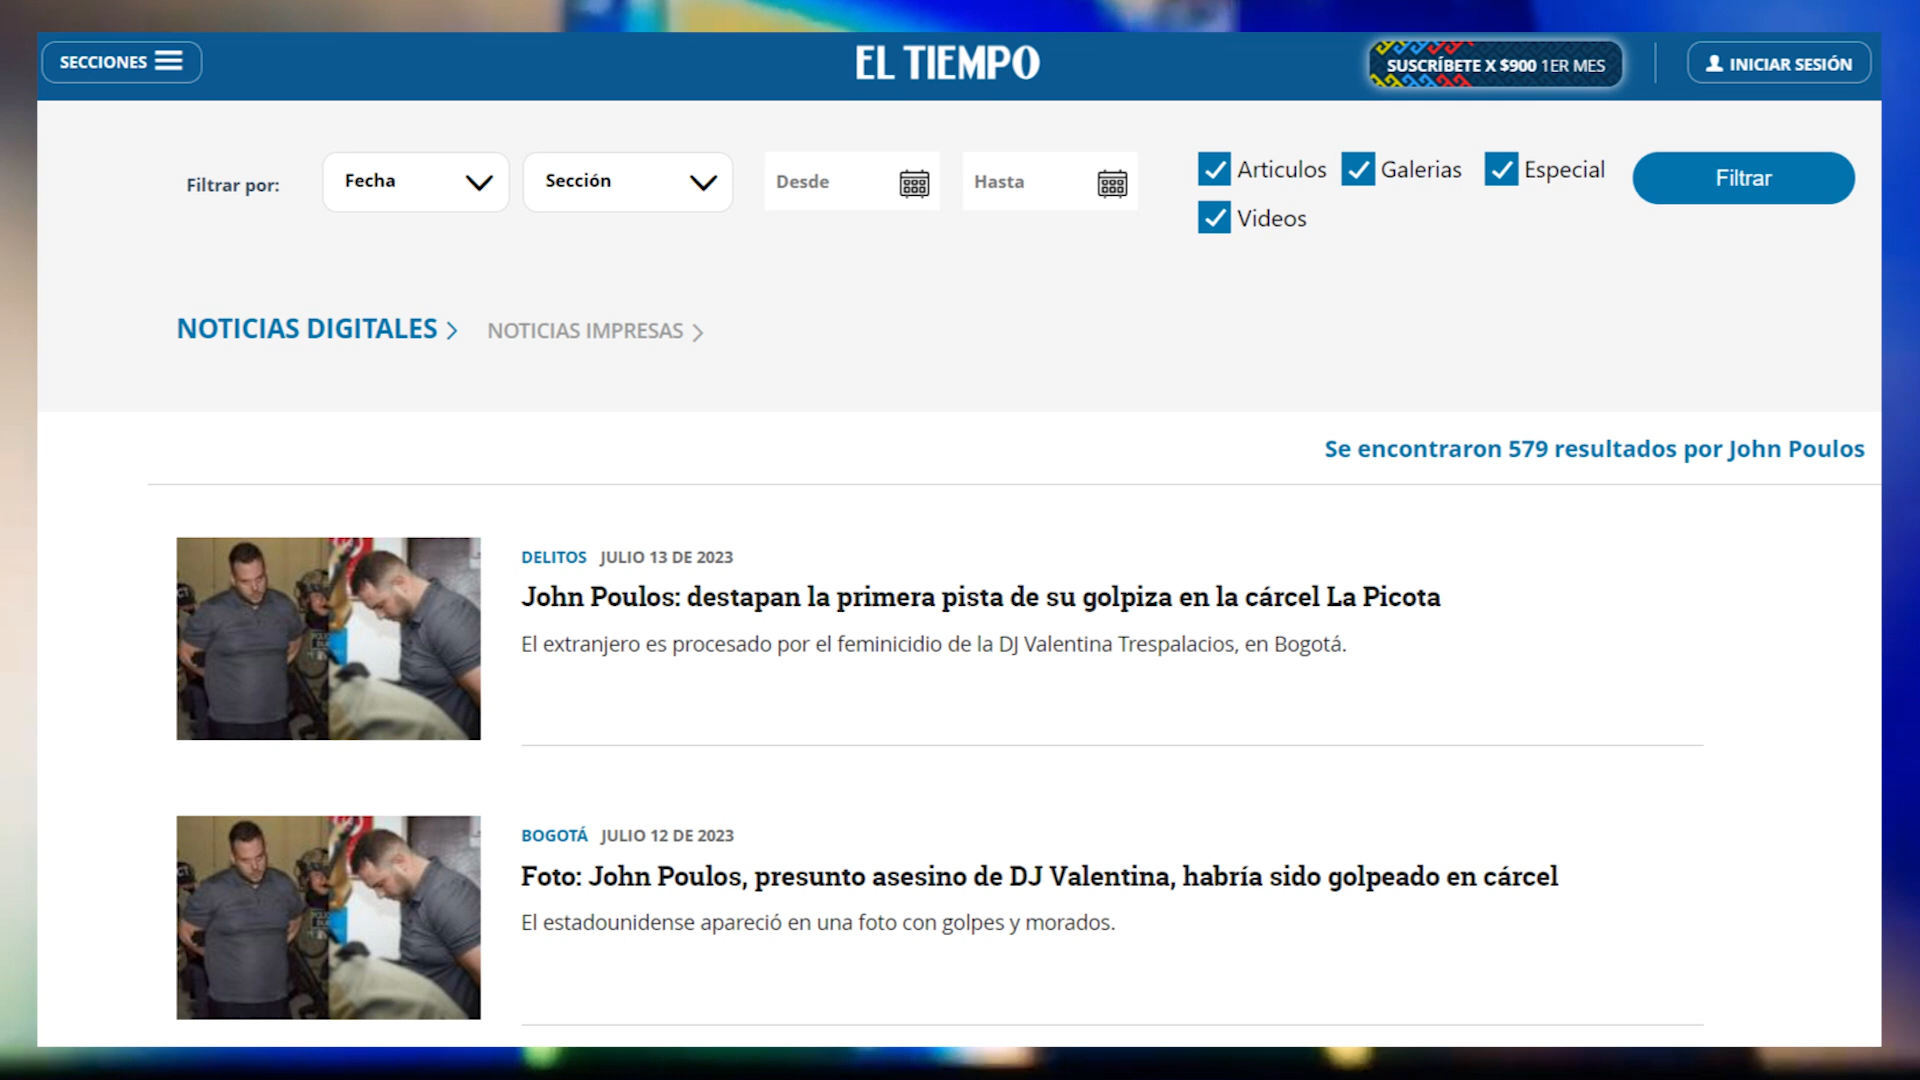 SECCIONES
EL TIEMPO
SUSCRÍBETE X $900 1ER MES
INICIAR SESIÓN
Filtrar por:
Fecha
Sección
Desde
Hasta
Articulos
Galerias
Especial
Videos
Filtrar
NOTICIAS DIGITALES
NOTICIAS IMPRESAS
Se encontraron 579 resultados por John Poulos
DELITOS JULIO 13 DE 2023
John Poulos: destapan la primera pista de su golpiza en la cárcel La Picota
El extranjero es procesado por el feminicidio de la DJ Valentina Trespalacios, en Bogotá.
BOGOTÁ JULIO 12 DE 2023
Foto: John Poulos, presunto asesino de DJ Valentina, habría sido golpeado en cárcel
El estadounidense apareció en una foto con golpes y morados.